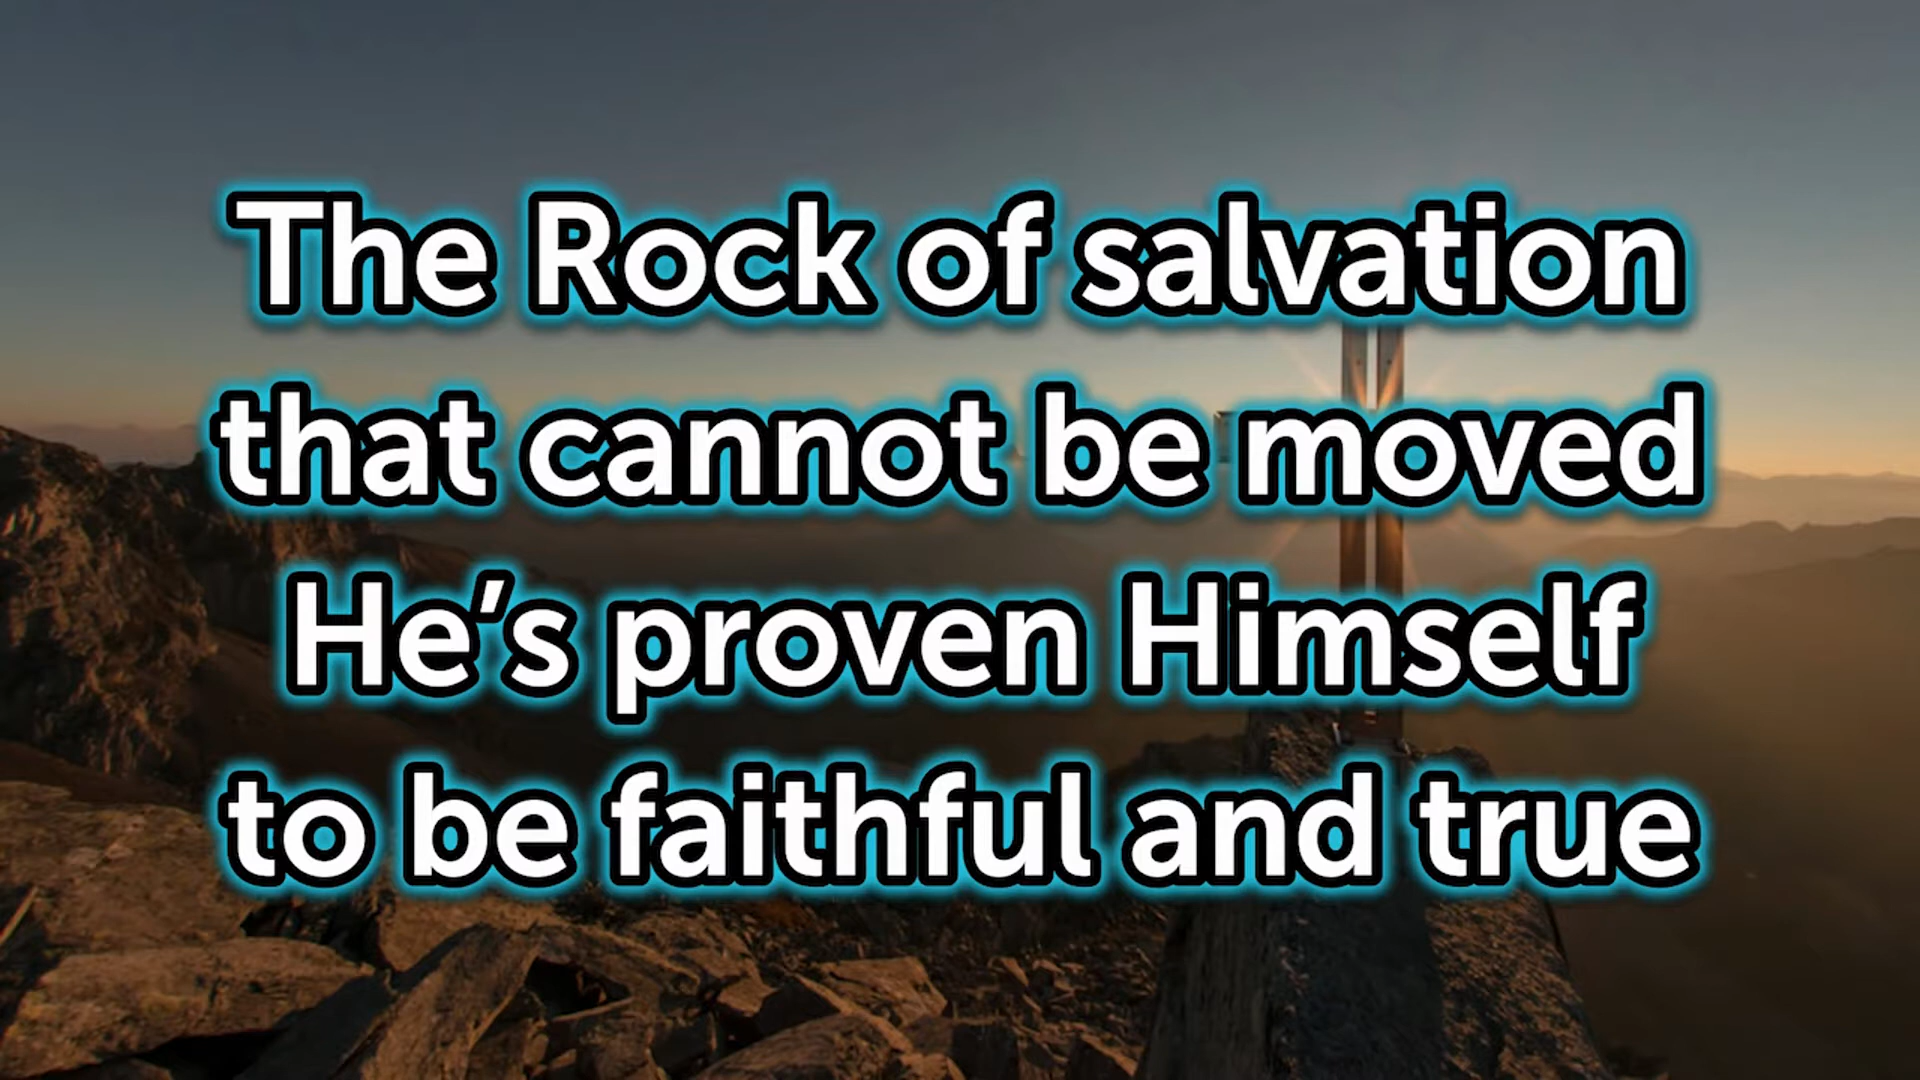 The Rock of salvation
that cannot be moved
He’s proven Himself
to be faithful and true